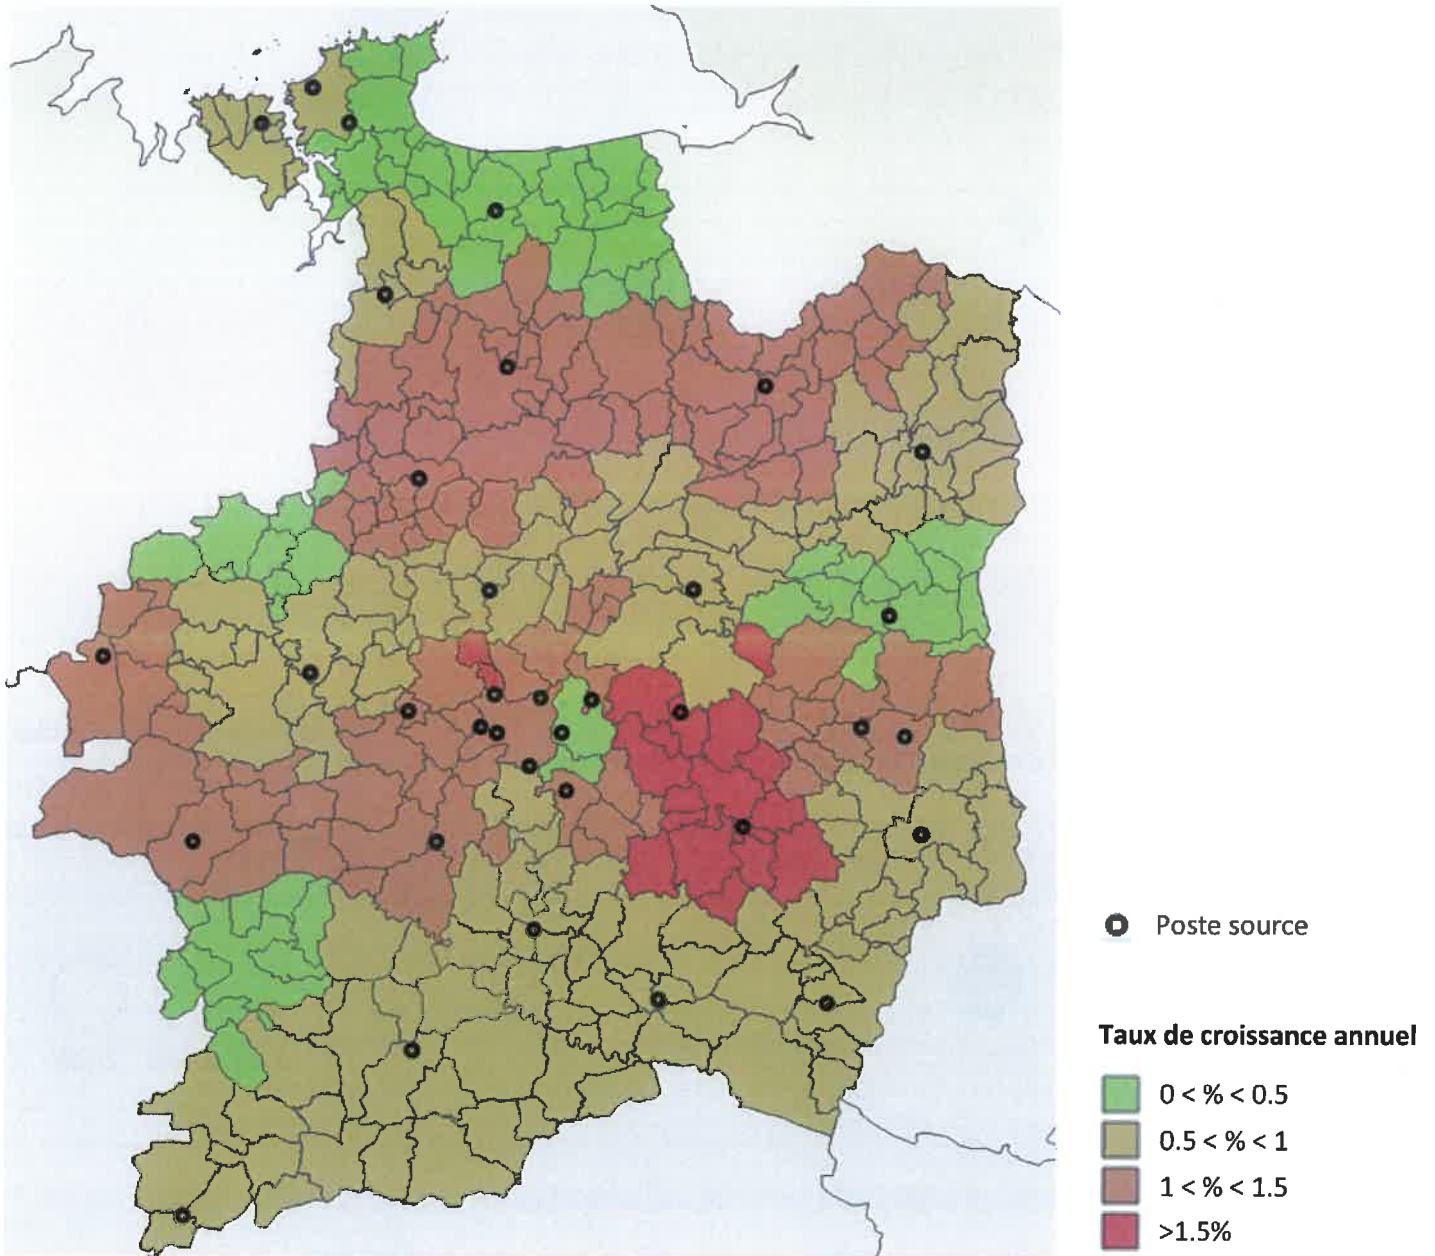 Poste source
Taux de croissance annuel
0 < % < 0.5
0.5 < % < 1
1 < % < 1.5
>1.5%